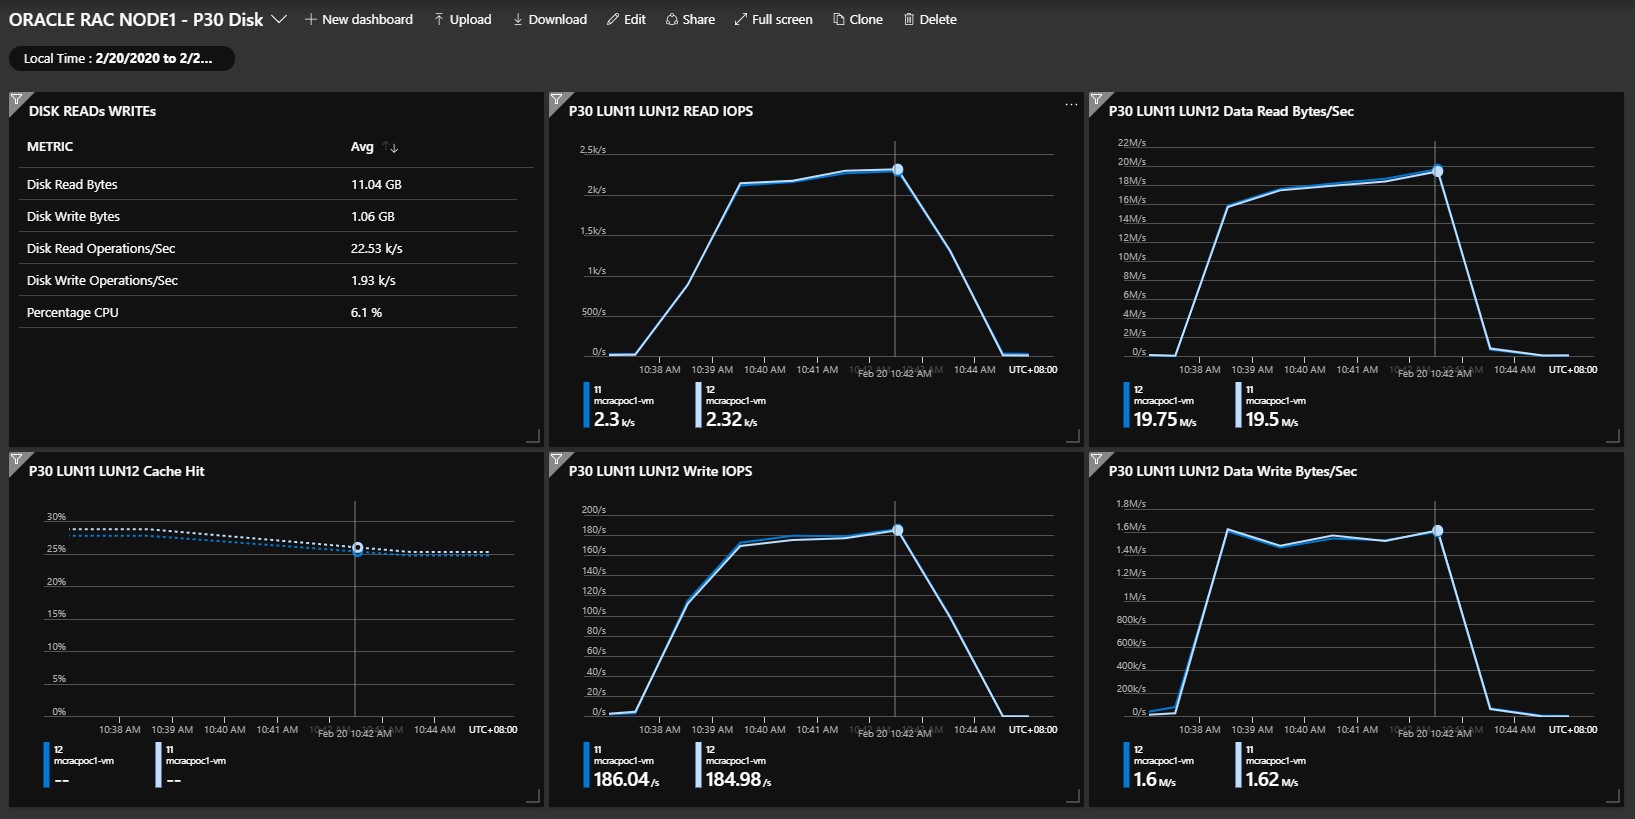 ORACLE RAC NODE1 - P30 Disk
New dashboard
Upload
Download
Edit
Share
Full screen
Clone
Delete
Local Time : 2/20/2020 to 2/2...
DISK READs WRITEs
METRIC Avg
Disk Read Bytes 11.04 GB
Disk Write Bytes 1.06 GB
Disk Read Operations/Sec 22.53 k/s
Disk Write Operations/Sec 1.93 k/s
Percentage CPU 6.1 %
P30 LUN11 LUN12 READ IOPS
...
2.5k/s
2k/s
1.5k/s
1k/s
500/s
0/s
10:38 AM 10:39 AM 10:40 AM 10:41 AM Feb 20 10:42 AM 10:44 AM UTC+08:00
11 12
mcracpoc1-vm mcracpoc1-vm
2.3 k/s 2.32 k/s
P30 LUN11 LUN12 Data Read Bytes/Sec
22M/s
20M/s
18M/s
16M/s
14M/s
12M/s
10M/s
8M/s
6M/s
4M/s
2M/s
0/s
10:38 AM 10:39 AM 10:40 AM 10:41 AM Feb 20 10:42 AM 10:44 AM UTC+08:00
12 11
mcracpoc1-vm mcracpoc1-vm
19.75 M/s 19.5 M/s
P30 LUN11 LUN12 Cache Hit
30%
25%
20%
15%
10%
5%
0%
10:38 AM 10:39 AM 10:40 AM 10:41 AM Feb 20 10:42 AM 10:44 AM UTC+08:00
12 11
mcracpoc1-vm mcracpoc1-vm
-- --
P30 LUN11 LUN12 Write IOPS
200/s
180/s
160/s
140/s
120/s
100/s
80/s
60/s
40/s
20/s
0/s
10:38 AM 10:39 AM 10:40 AM 10:41 AM Feb 20 10:42 AM 10:44 AM UTC+08:00
11 12
mcracpoc1-vm mcracpoc1-vm
186.04 /s 184.98 /s
P30 LUN11 LUN12 Data Write Bytes/Sec
1.8M/s
1.6M/s
1.4M/s
1.2M/s
1M/s
800k/s
600k/s
400k/s
200k/s
0/s
10:38 AM 10:39 AM 10:40 AM 10:41 AM Feb 20 10:42 AM 10:44 AM UTC+08:00
12 11
mcracpoc1-vm mcracpoc1-vm
1.6 M/s 1.62 M/s